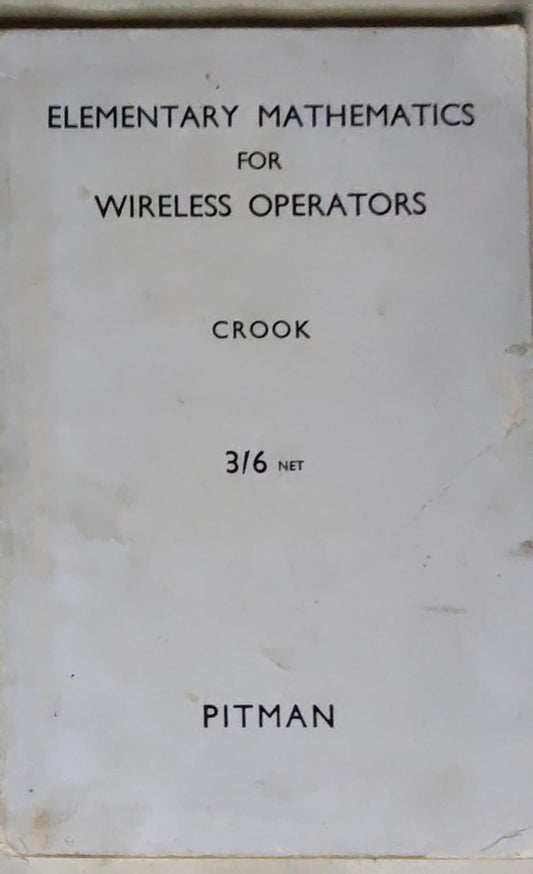 ELEMENTARY MATHEMATICS
FOR
WIRELESS OPERATORS
CROOK
3/6 NET
PITMAN